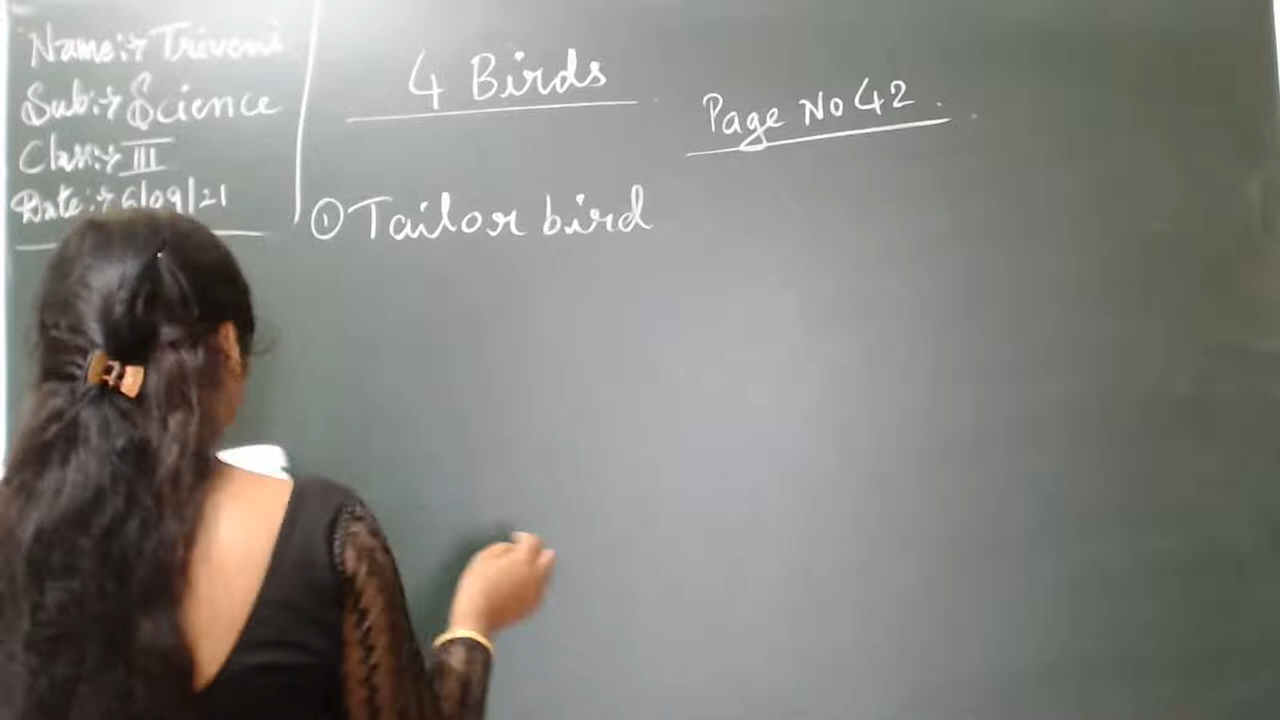 Name:→ Triveni
Sub:→ Science
Class:→ III
Date:→ 6/09/21
4 Birds
Page No 42.
① Tailor bird